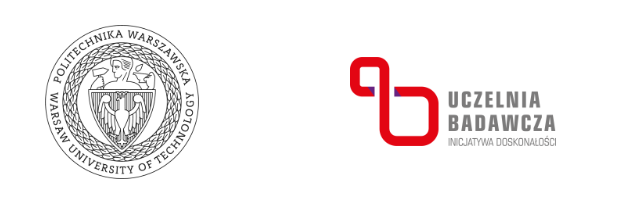 POLITECHNIKA WARSZAWSKA
WARSAW UNIVERSITY OF TECHNOLOGY
UCZELNIA
BADAWCZA
INICJATYWA DOSKONAŁOŚCI